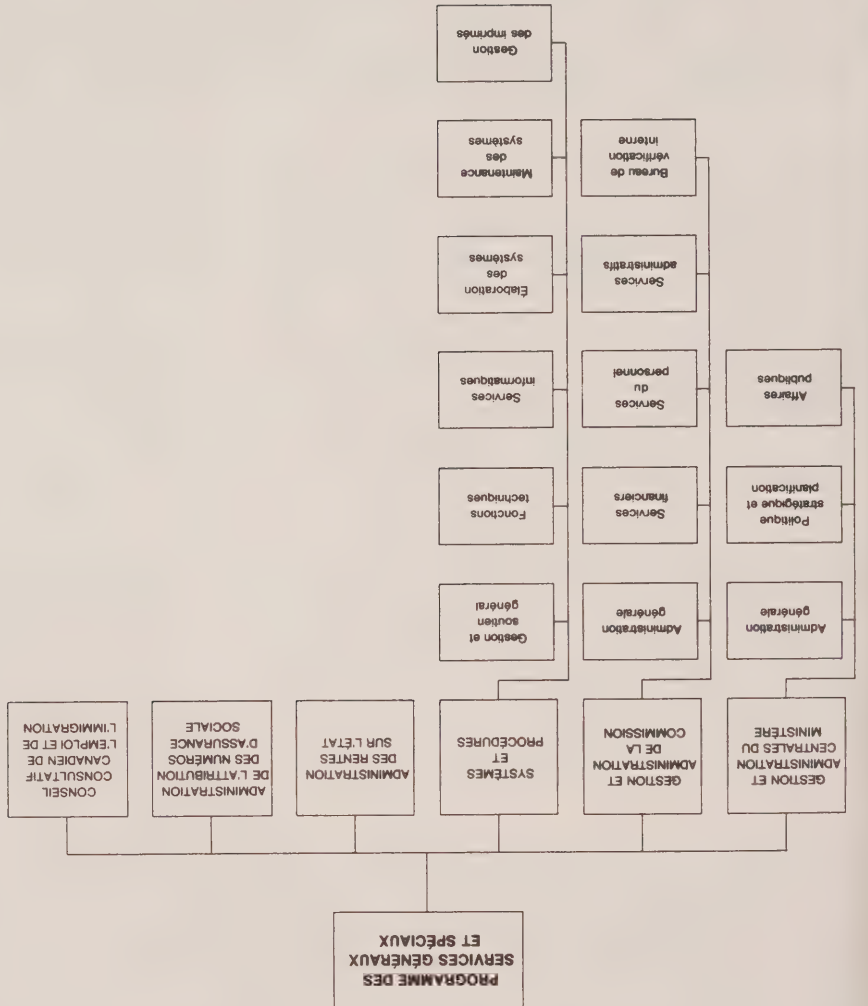 PROGRAMME DES
SERVICES GÉNÉRAUX
ET SPÉCIAUX
GESTION ET
ADMINISTRATION
CENTRALES DU
MINISTÈRE
Administration
générale
Politique
stratégique et
planification
Affaires
publiques
GESTION ET
ADMINISTRATION
DE LA
COMMISSION
Administration
générale
Services
financiers
Services
du
personnel
Services
administratifs
Bureau de
vérification
interne
SYSTÈMES
ET
PROCÉDURES
Gestion et
soutien
général
Fonctions
techniques
Services
informatiques
Élaboration
des
systèmes
Maintenance
des
systèmes
Gestion
des imprimés
ADMINISTRATION
DES RENTES
SUR L'ÉTAT
ADMINISTRATION
DE L'ATTRIBUTION
DES NUMÉROS
D'ASSURANCE
SOCIALE
CONSEIL
CONSULTATIF
CANADIEN DE
L'EMPLOI ET DE
L'IMMIGRATION